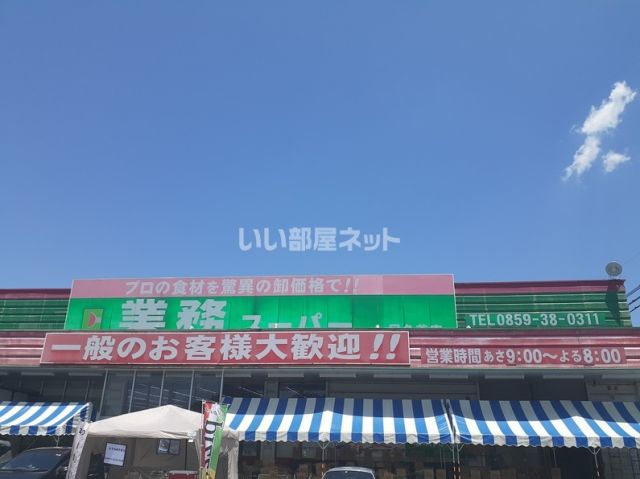 いい部屋ネット
プロの食材を驚異の卸価格で!!
業務スーパー
TEL0859-38-0311
一般のお客様大歓迎!!
営業時間 あさ9:00〜よる8:00